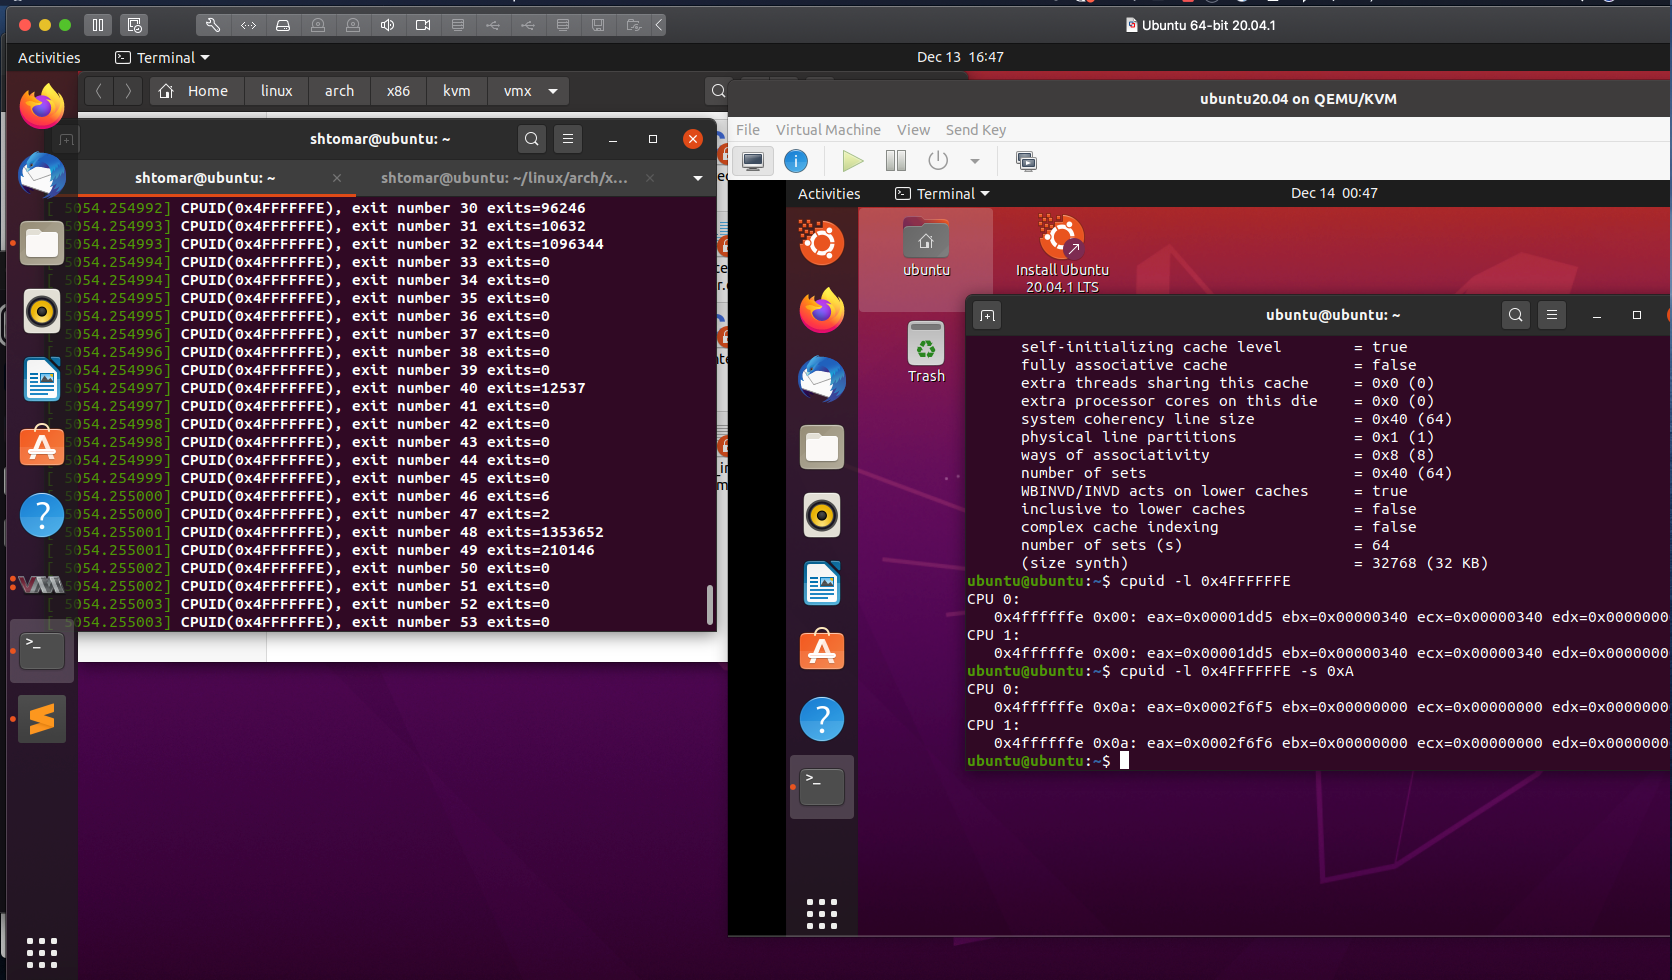 Ubuntu 64-bit 20.04.1
Activities
Terminal
Dec 13 16:47
Home
linux
arch
x86
kvm
vmx
shtomar@ubuntu: ~
shtomar@ubuntu: ~
shtomar@ubuntu: ~/linux/arch/x...
[ 5054.254992] CPUID(0x4FFFFFFE), exit number 30 exits=96246
[ 5054.254993] CPUID(0x4FFFFFFE), exit number 31 exits=10632
[ 5054.254993] CPUID(0x4FFFFFFE), exit number 32 exits=1096344
[ 5054.254994] CPUID(0x4FFFFFFE), exit number 33 exits=0
[ 5054.254994] CPUID(0x4FFFFFFE), exit number 34 exits=0
[ 5054.254995] CPUID(0x4FFFFFFE), exit number 35 exits=0
[ 5054.254995] CPUID(0x4FFFFFFE), exit number 36 exits=0
[ 5054.254996] CPUID(0x4FFFFFFE), exit number 37 exits=0
[ 5054.254996] CPUID(0x4FFFFFFE), exit number 38 exits=0
[ 5054.254996] CPUID(0x4FFFFFFE), exit number 39 exits=0
[ 5054.254997] CPUID(0x4FFFFFFE), exit number 40 exits=12537
[ 5054.254997] CPUID(0x4FFFFFFE), exit number 41 exits=0
[ 5054.254998] CPUID(0x4FFFFFFE), exit number 42 exits=0
[ 5054.254998] CPUID(0x4FFFFFFE), exit number 43 exits=0
[ 5054.254999] CPUID(0x4FFFFFFE), exit number 44 exits=0
[ 5054.254999] CPUID(0x4FFFFFFE), exit number 45 exits=0
[ 5054.255000] CPUID(0x4FFFFFFE), exit number 46 exits=6
[ 5054.255000] CPUID(0x4FFFFFFE), exit number 47 exits=2
[ 5054.255001] CPUID(0x4FFFFFFE), exit number 48 exits=1353652
[ 5054.255001] CPUID(0x4FFFFFFE), exit number 49 exits=210146
[ 5054.255002] CPUID(0x4FFFFFFE), exit number 50 exits=0
[ 5054.255002] CPUID(0x4FFFFFFE), exit number 51 exits=0
[ 5054.255003] CPUID(0x4FFFFFFE), exit number 52 exits=0
[ 5054.255003] CPUID(0x4FFFFFFE), exit number 53 exits=0
ubuntu20.04 on QEMU/KVM
File Virtual Machine View Send Key
Activities
Terminal
Dec 14 00:47
ubuntu
Install Ubuntu
20.04.1 LTS
Trash
ubuntu@ubuntu: ~
self-initializing cache level = true
fully associative cache = false
extra threads sharing this cache = 0x0 (0)
extra processor cores on this die = 0x0 (0)
system coherency line size = 0x40 (64)
physical line partitions = 0x1 (1)
ways of associativity = 0x8 (8)
number of sets = 0x40 (64)
WBINVD/INVD acts on lower caches = true
inclusive to lower caches = false
complex cache indexing = false
number of sets (s) = 64
(size synth) = 32768 (32 KB)
ubuntu@ubuntu:~$ cpuid -l 0x4FFFFFFE
CPU 0:
0x4ffffffe 0x00: eax=0x00001dd5 ebx=0x00000340 ecx=0x00000340 edx=0x0000000
CPU 1:
0x4ffffffe 0x00: eax=0x00001dd5 ebx=0x00000340 ecx=0x00000340 edx=0x0000000
ubuntu@ubuntu:~$ cpuid -l 0x4FFFFFFE -s 0xA
CPU 0:
0x4ffffffe 0x0a: eax=0x0002f6f5 ebx=0x00000000 ecx=0x00000000 edx=0x0000000
CPU 1:
0x4ffffffe 0x0a: eax=0x0002f6f6 ebx=0x00000000 ecx=0x00000000 edx=0x0000000
ubuntu@ubuntu:~$